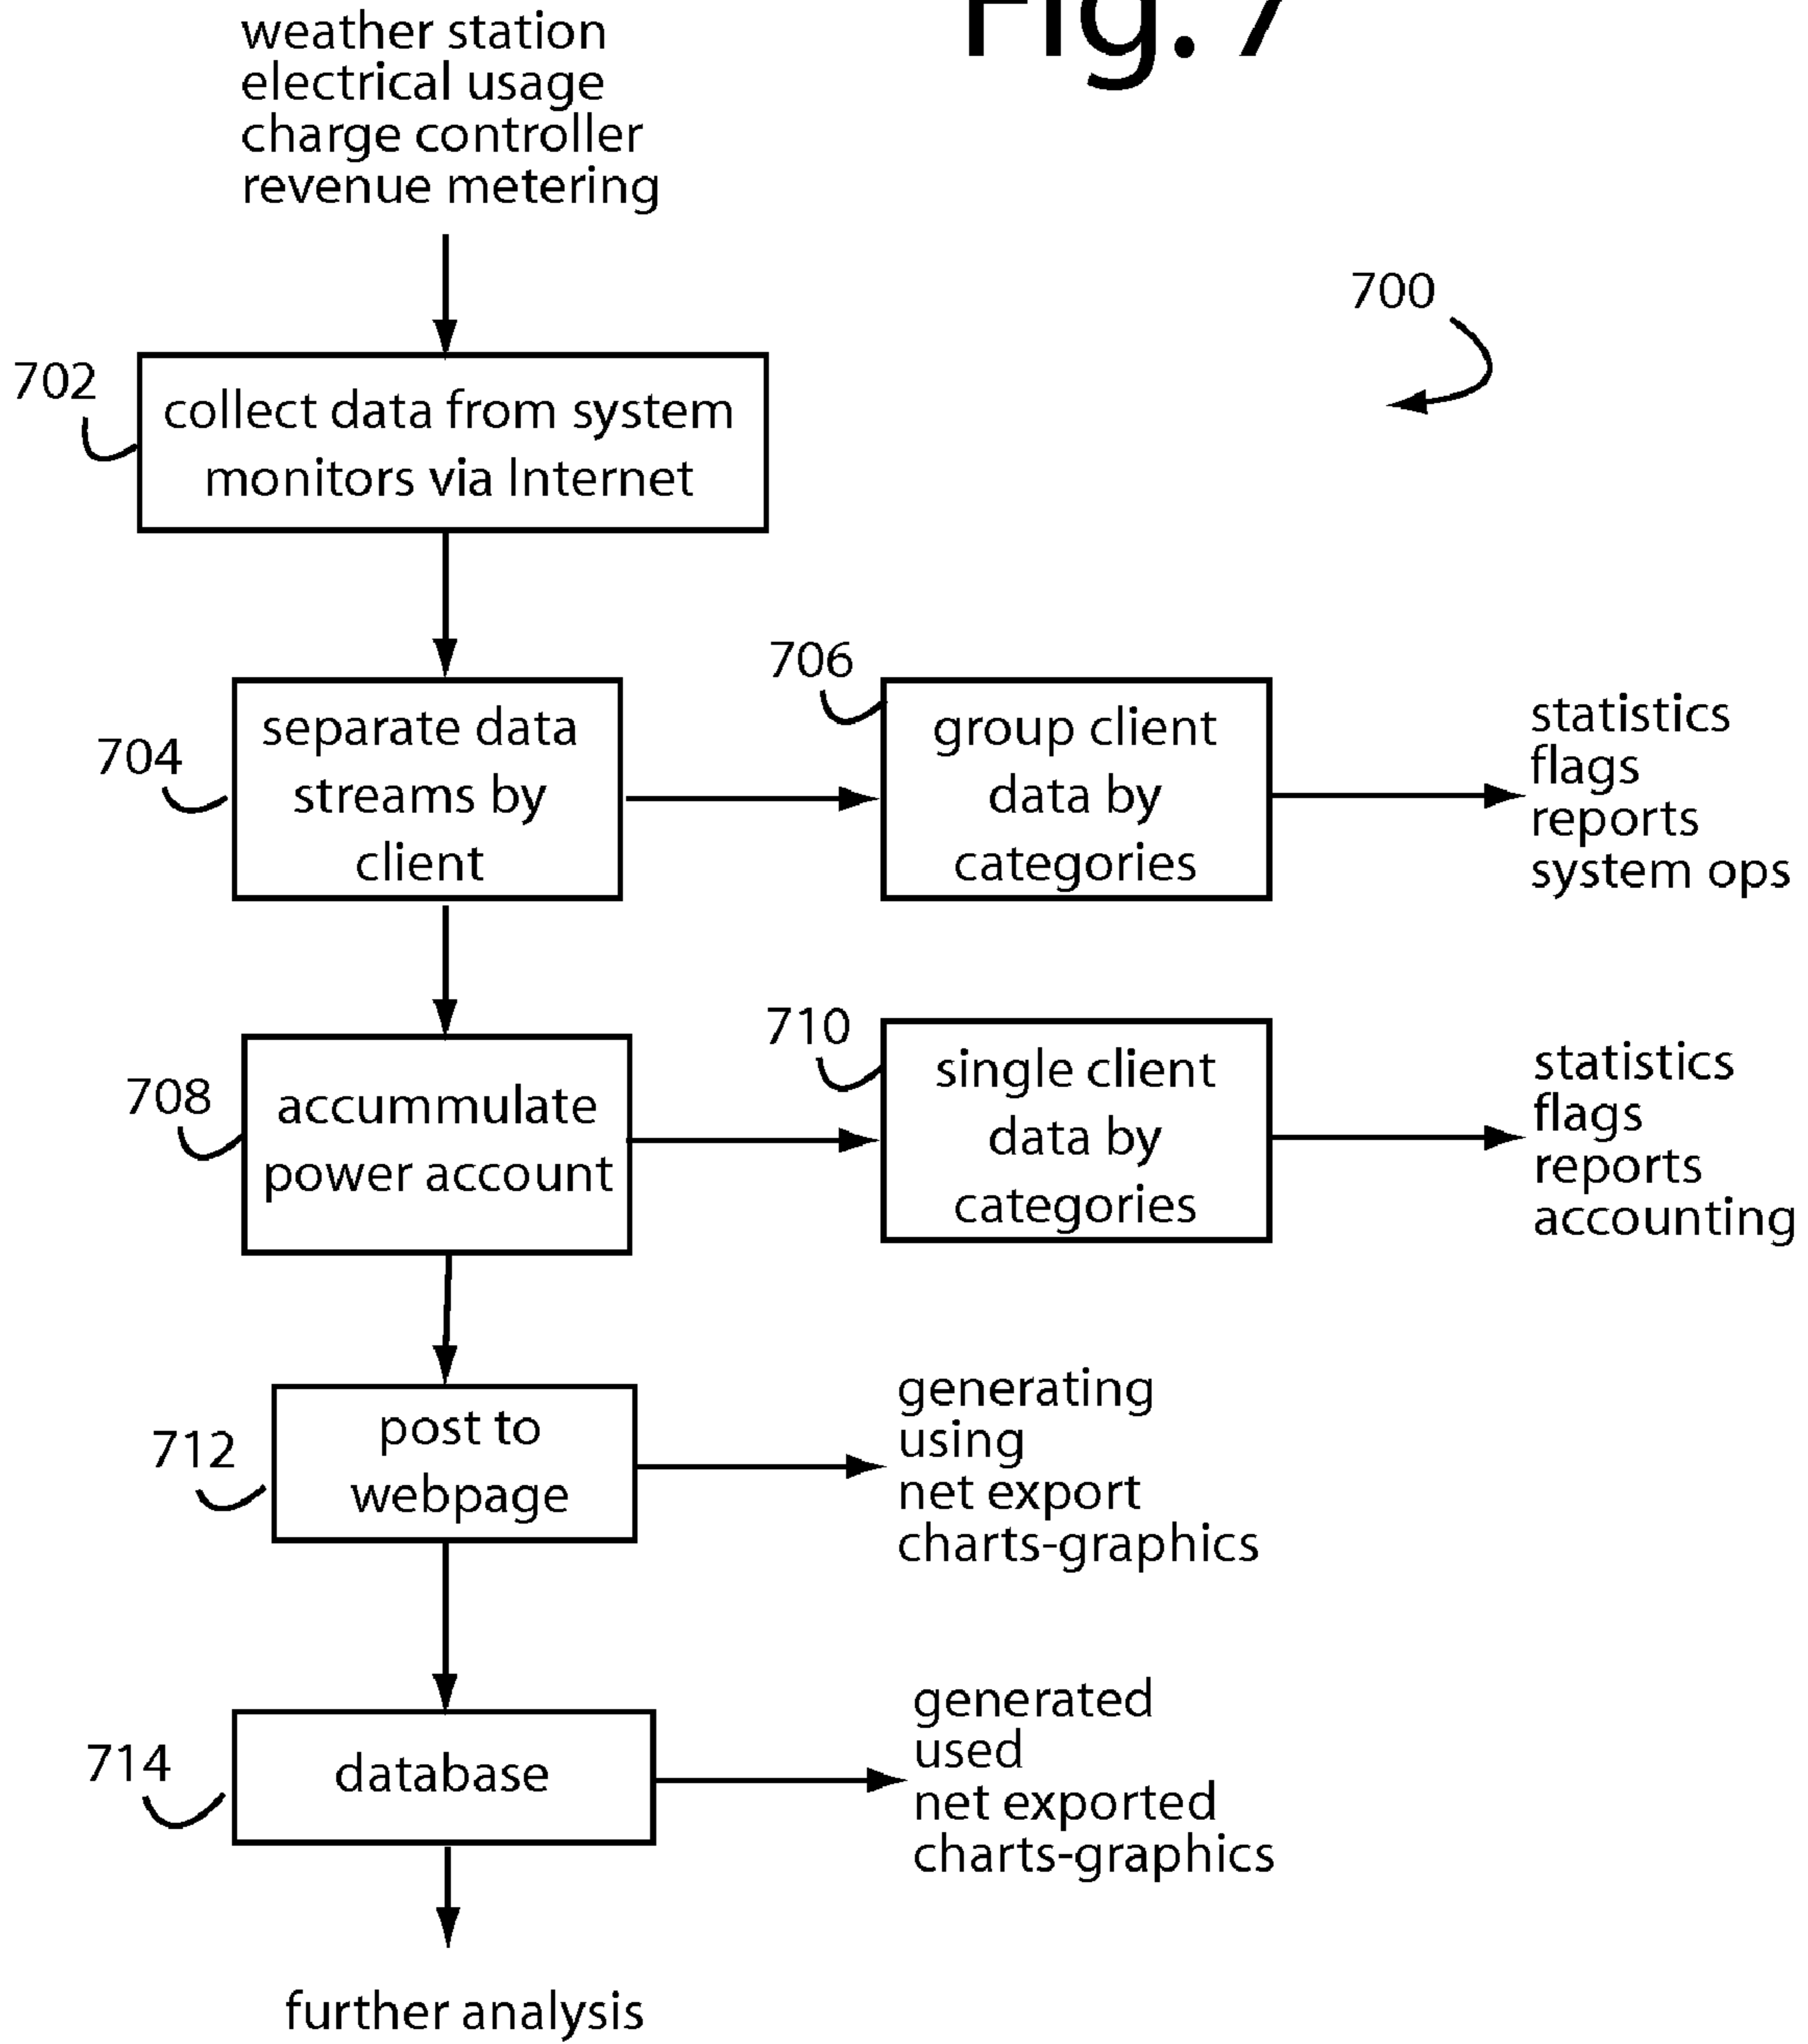 Fig. 7
weather station
electrical usage
charge controller
revenue metering
700
702
collect data from system
monitors via Internet
704
separate data
streams by
client
706
group client
data by
categories
statistics
flags
reports
system ops
708
accummulate
power account
710
single client
data by
categories
statistics
flags
reports
accounting
712
post to
webpage
generating
using
net export
charts-graphics
714
database
generated
used
net exported
charts-graphics
further analysis